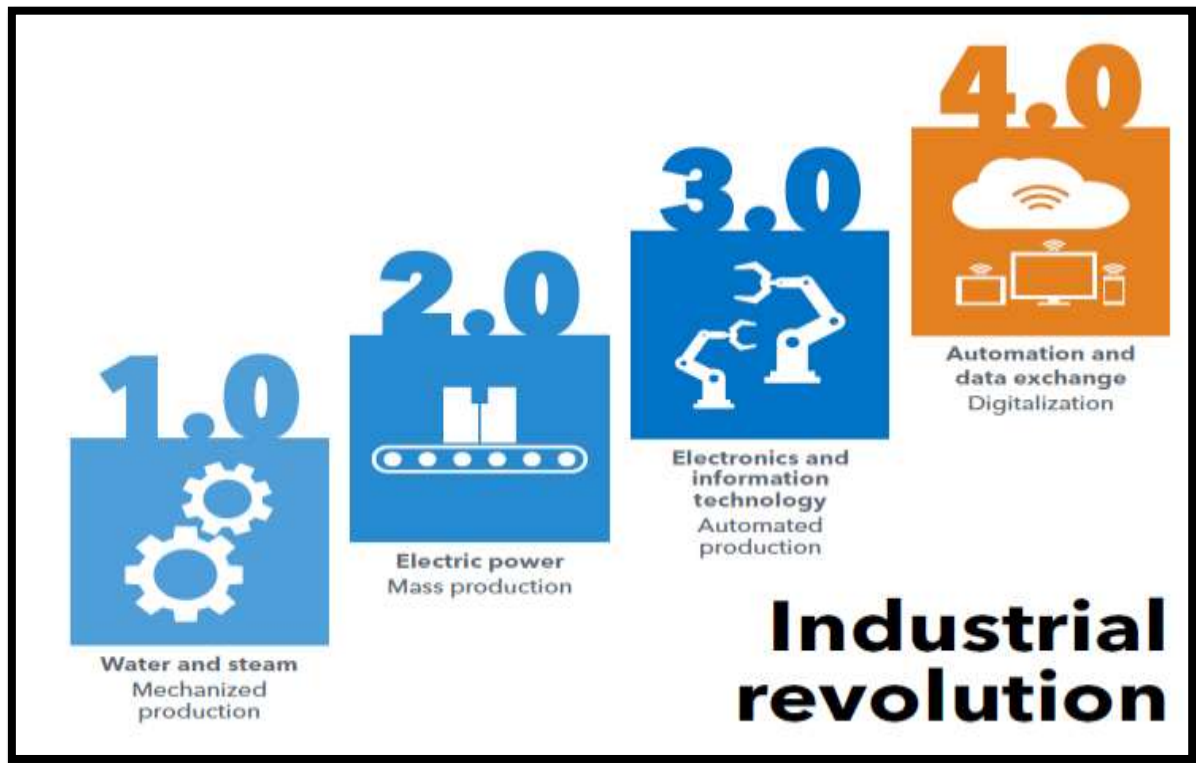 1.0
Water and steam
Mechanized
production
2.0
Electric power
Mass production
3.0
Electronics and
information
technology
Automated
production
4.0
Automation and
data exchange
Digitalization
Industrial
revolution